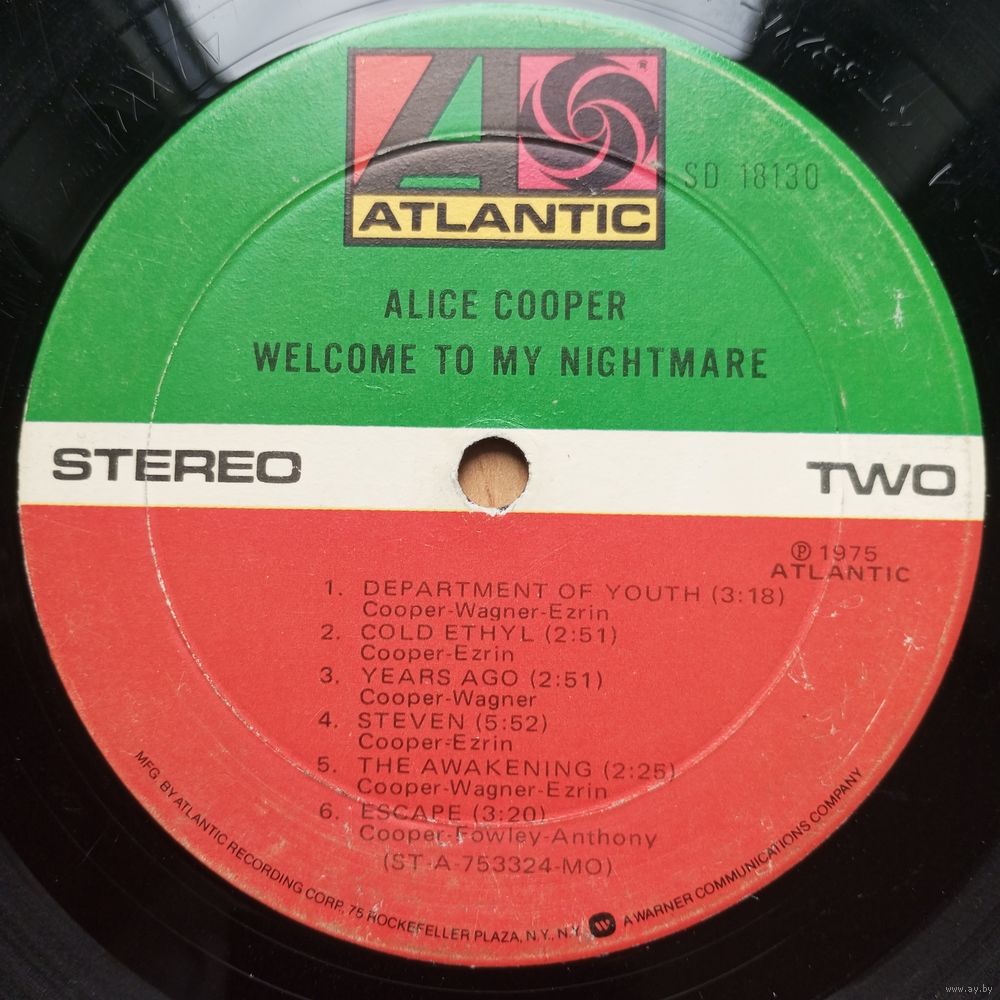 ATLANTIC
®
SD 18130
ALICE COOPER
WELCOME TO MY NIGHTMARE
STEREO
TWO
℗ 1975
ATLANTIC
1. DEPARTMENT OF YOUTH (3:18)
Cooper-Wagner-Ezrin
2. COLD ETHYL (2:51)
Cooper-Ezrin
3. YEARS AGO (2:51)
Cooper-Wagner
4. STEVEN (5:52)
Cooper-Ezrin
5. THE AWAKENING (2:25)
Cooper-Wagner-Ezrin
6. ESCAPE (3:20)
Cooper-Fowley-Anthony
(ST-A-753324-MO)
MFG. BY ATLANTIC RECORDING CORP., 75 ROCKEFELLER PLAZA, N.Y., N.Y. A WARNER COMMUNICATIONS COMPANY
www.ay.by